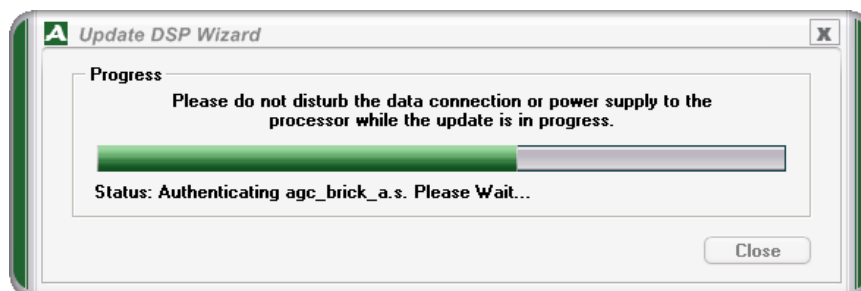 A Update DSP Wizard X
Progress
Please do not disturb the data connection or power supply to the
processor while the update is in progress.
Status: Authenticating agc_brick_a.s. Please Wait...
Close